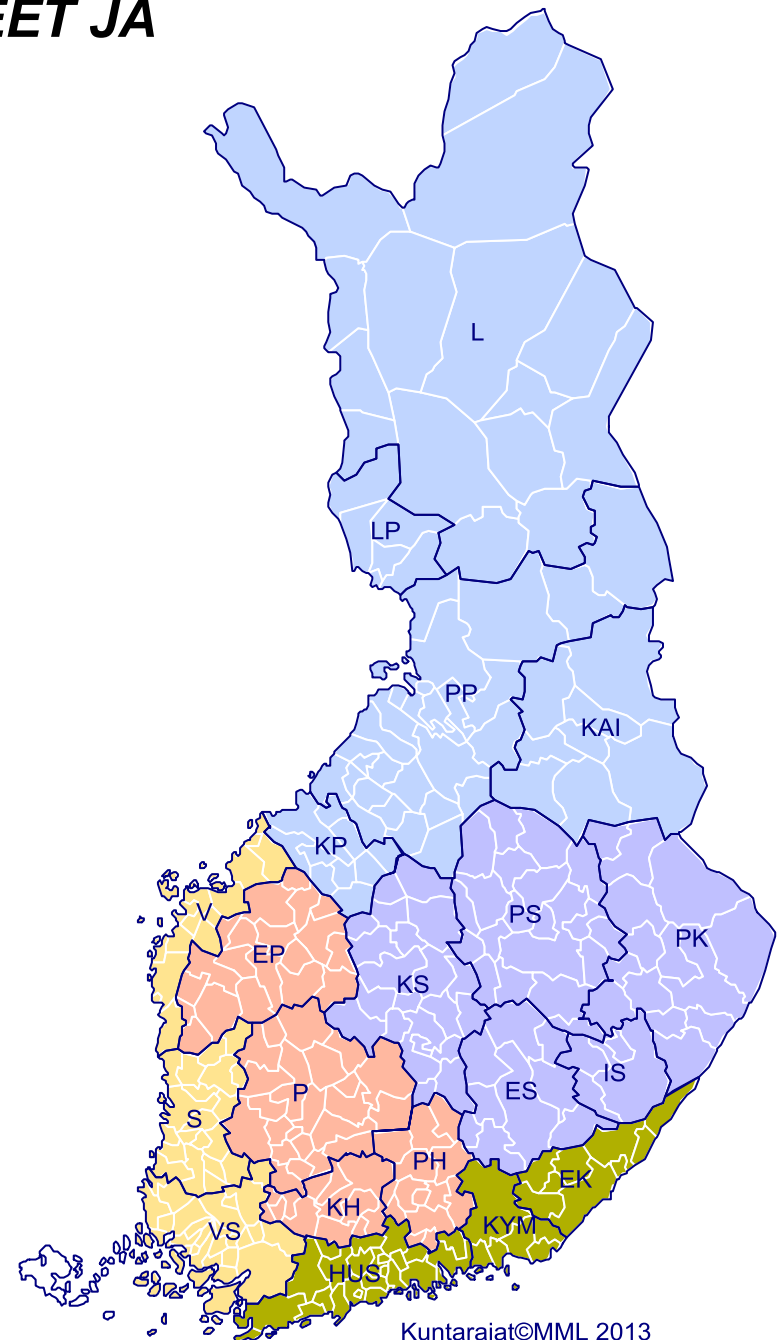 EET JA
L
LP
PP
KAI
KP
V
PS
EP
PK
KS
IS
ES
P
S
PH
EK
KH
KYM
VS
HUS
Kuntarajat©MML 2013